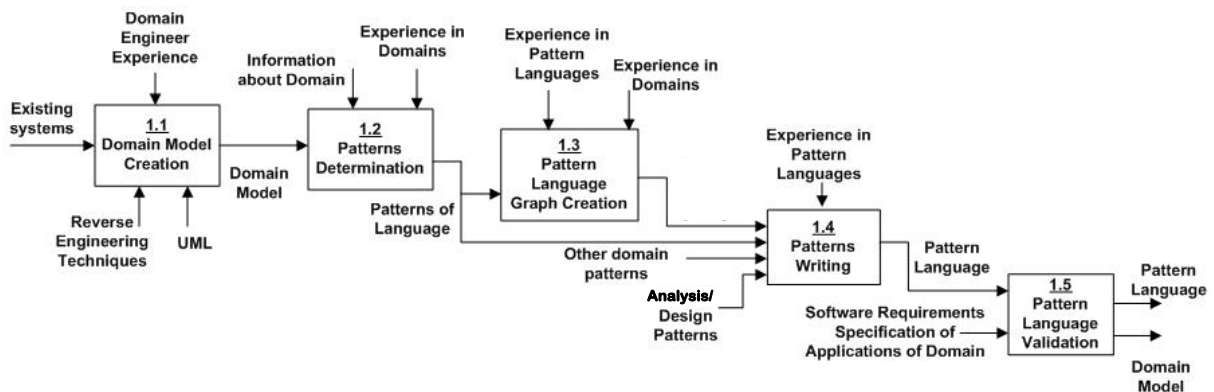 Domain
Engineer
Experience
Existing
systems
1.1
Domain Model
Creation
Reverse
Engineering
Techniques
UML
Domain
Model
Information
about Domain
Experience in
Domains
1.2
Patterns
Determination
Patterns of
Language
Experience in
Pattern
Languages
Experience in
Domains
1.3
Pattern
Language
Graph Creation
Experience in
Pattern
Languages
1.4
Patterns
Writing
Other domain
patterns
Analysis/
Design
Patterns
Pattern
Language
Software Requirements
Specification of
Applications of Domain
1.5
Pattern
Language
Validation
Pattern
Language
Domain
Model